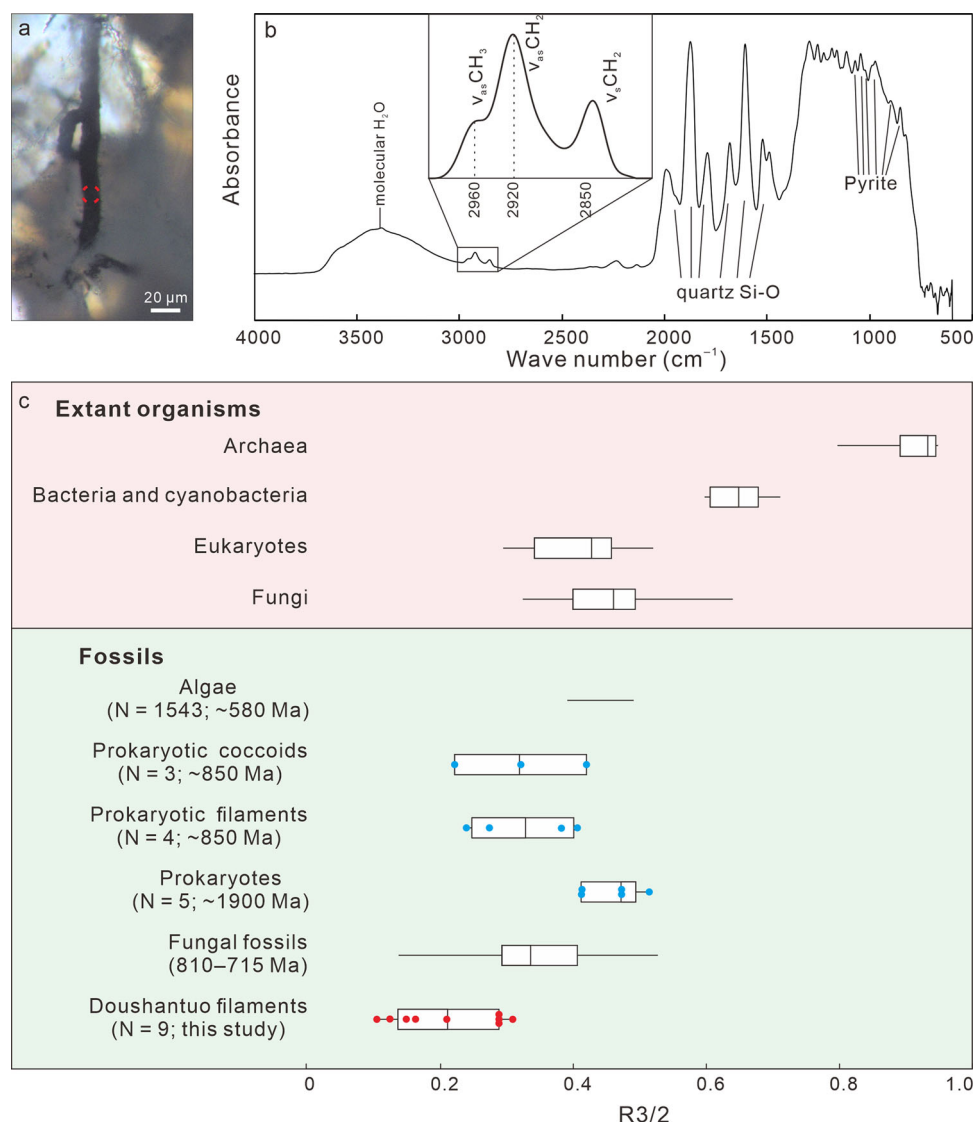 a
20 μm
b
Absorbance
molecular H₂O
νₐₛCH₃
νₐₛCH₂
νₛCH₂
2960
2920
2850
quartz Si-O
Pyrite
4000
3500
3000
2500
2000
1500
1000
500
Wave number (cm⁻¹)
c
Extant organisms
Archaea
Bacteria and cyanobacteria
Eukaryotes
Fungi
Fossils
Algae
(N = 1543; ~580 Ma)
Prokaryotic coccoids
(N = 3; ~850 Ma)
Prokaryotic filaments
(N = 4; ~850 Ma)
Prokaryotes
(N = 5; ~1900 Ma)
Fungal fossils
(810–715 Ma)
Doushantuo filaments
(N = 9; this study)
0
0.2
0.4
0.6
0.8
1.0
R3/2